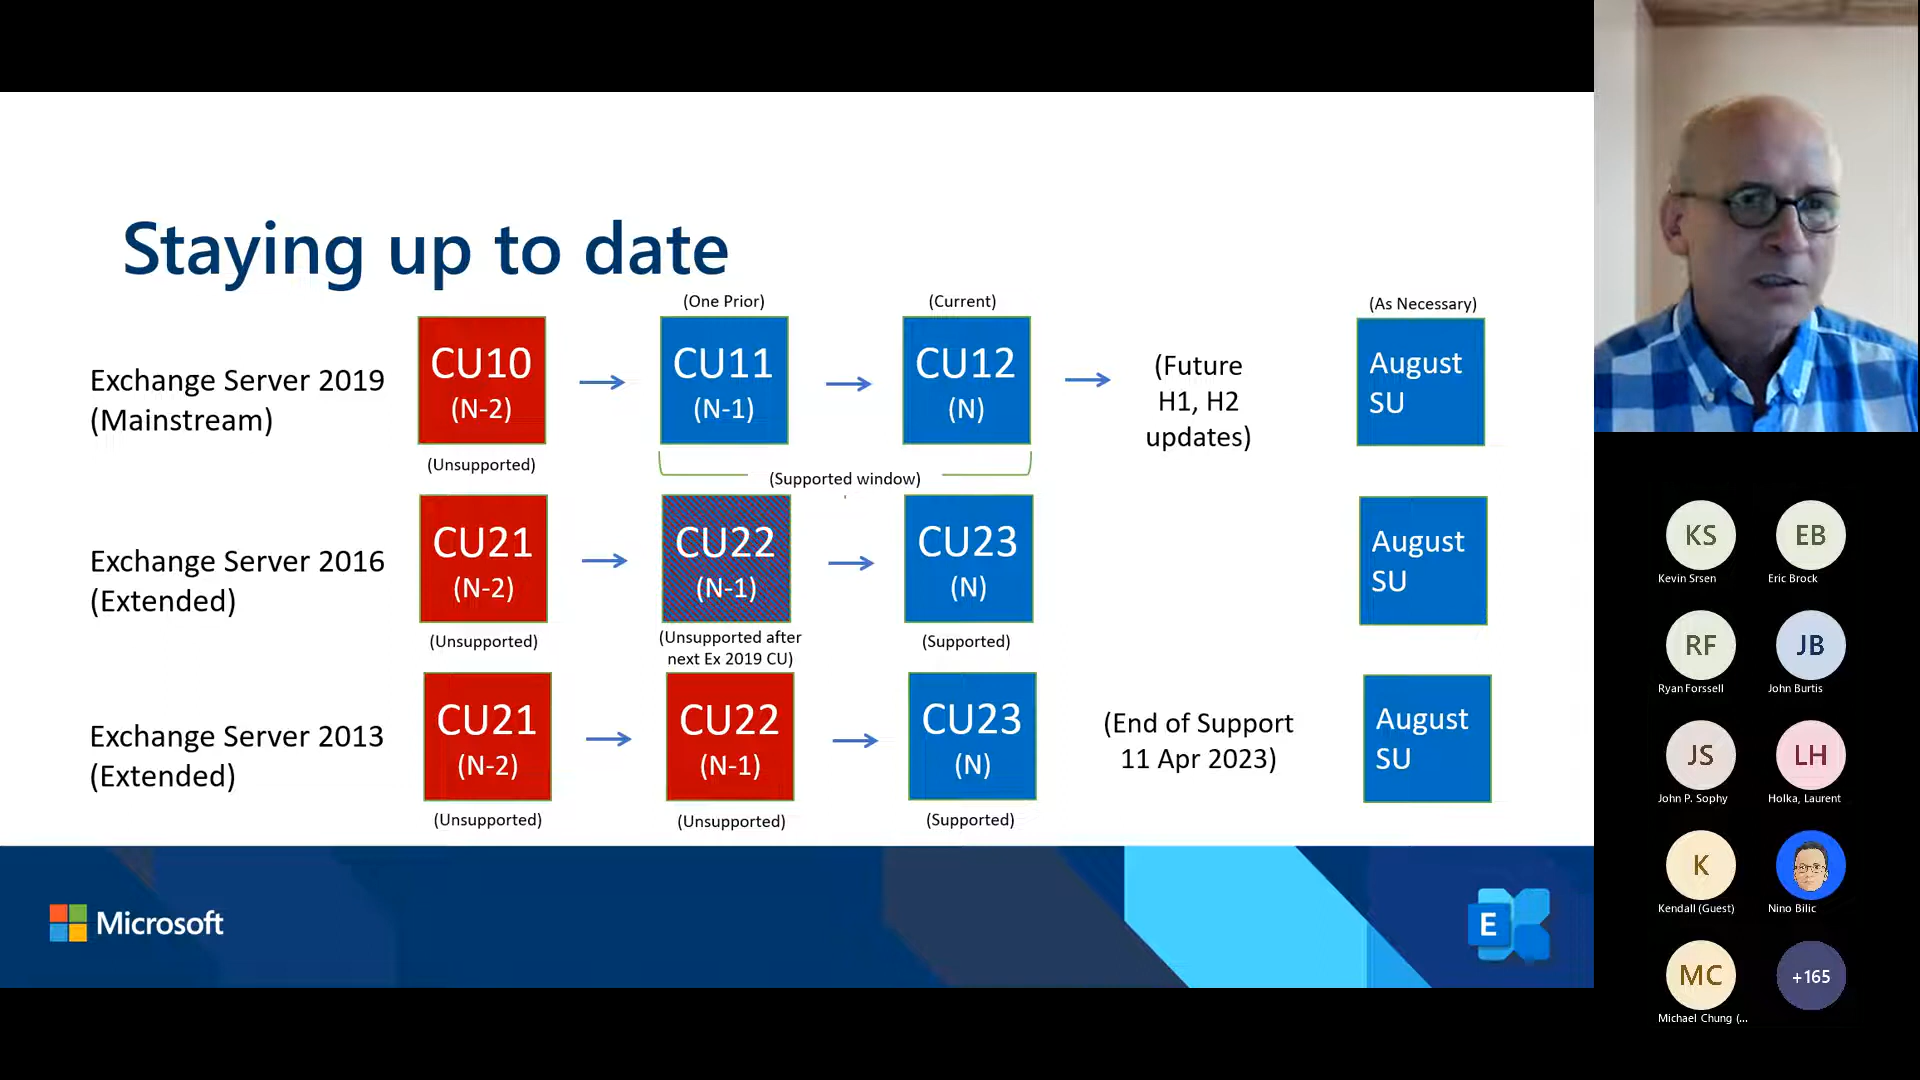 Staying up to date
(One Prior)
(Current)
(As Necessary)
Exchange Server 2019
(Mainstream)
CU10
(N-2)
(Unsupported)
CU11
(N-1)
CU12
(N)
(Supported window)
(Future
H1, H2
updates)
August
SU
Exchange Server 2016
(Extended)
CU21
(N-2)
(Unsupported)
CU22
(N-1)
(Unsupported after
next Ex 2019 CU)
CU23
(N)
(Supported)
August
SU
Exchange Server 2013
(Extended)
CU21
(N-2)
(Unsupported)
CU22
(N-1)
(Unsupported)
CU23
(N)
(Supported)
(End of Support
11 Apr 2023)
August
SU
Microsoft
E
KS
Kevin Srsen
EB
Eric Brock
RF
Ryan Forssell
JB
John Burtis
JS
John P. Sophy
LH
Holka, Laurent
K
Kendall (Guest)
Nino Bilic
MC
Michael Chung (...
+165